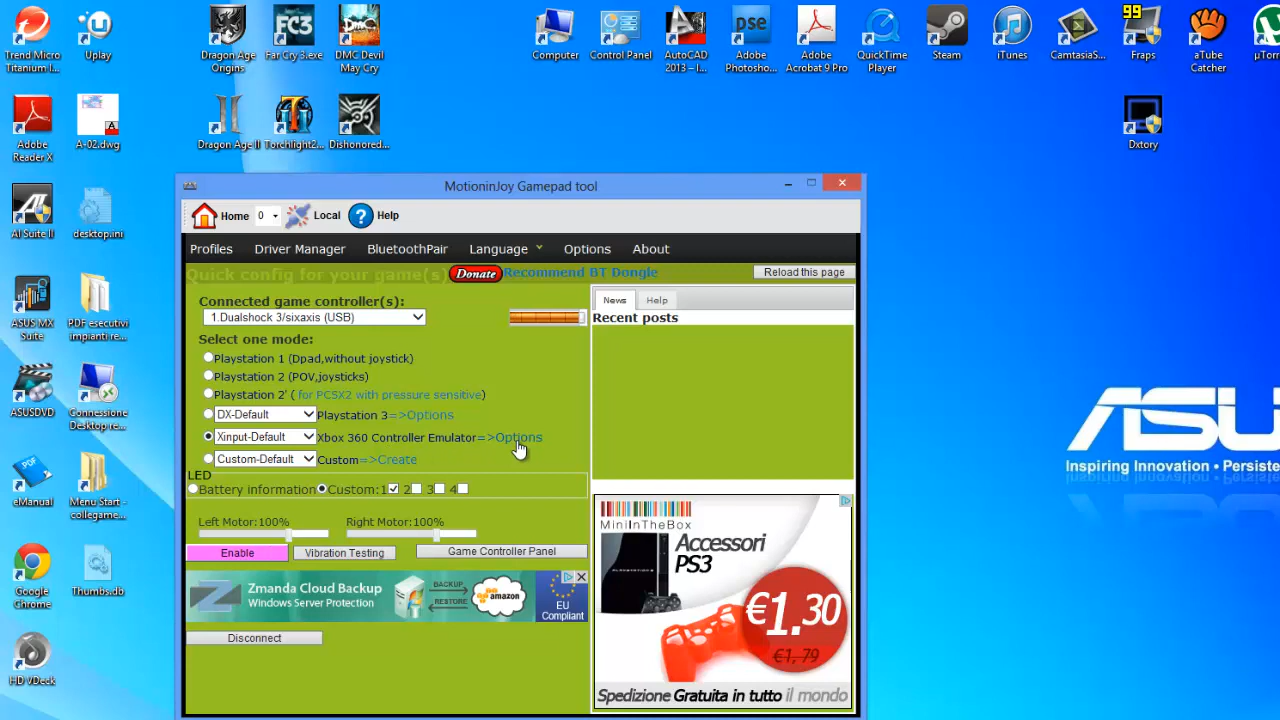 Trend Micro
Titanium I...
Uplay
Dragon Age
Origins
Far Cry 3.exe
DMC Devil
May Cry
Computer
Control Panel
AutoCAD
2013 – I...
pse
Adobe
Photosho...
Adobe
Acrobat 9 Pro
QuickTime
Player
Steam
iTunes
CamtasiaS...
99
Fraps
aTube
Catcher
µTorr
Adobe
Reader X
A-02.dwg
Dragon Age II
Torchlight2...
Dishonored...
Dxtory
AI Suite II
desktop.ini
ASUS MX
Suite
PDF esecutivi
impianti re...
ASUSDVD
Connessione
Desktop re...
eManual
Menu Start -
collegame...
Google
Chrome
Thumbs.db
HD VDeck
MotioninJoy Gamepad tool
Home
0
Local
Help
Profiles
Driver Manager
BluetoothPair
Language
Options
About
Quick config for your game(s)
Donate
Recommend BT Dongle
Reload this page
Connected game controller(s):
1.Dualshock 3/sixaxis (USB)
Select one mode:
Playstation 1 (Dpad,without joystick)
Playstation 2 (POV,joysticks)
Playstation 2' ( for PCSX2 with pressure sensitive)
DX-Default Playstation 3=>Options
Xinput-Default Xbox 360 Controller Emulator=>Options
Custom-Default Custom=>Create
LED
Battery information Custom:1 2 3 4
Left Motor:100% Right Motor:100%
Enable
Vibration Testing
Game Controller Panel
Zmanda Cloud Backup
Windows Server Protection
BACKUP
RESTORE
amazon
EU
Compliant
Disconnect
News
Help
Recent posts
MINIINTHEBOX
Accessori
PS3
€1.30
€1,79
Spedizione Gratuita in tutto il mondo
ASU
Inspiring Innovation • Persiste